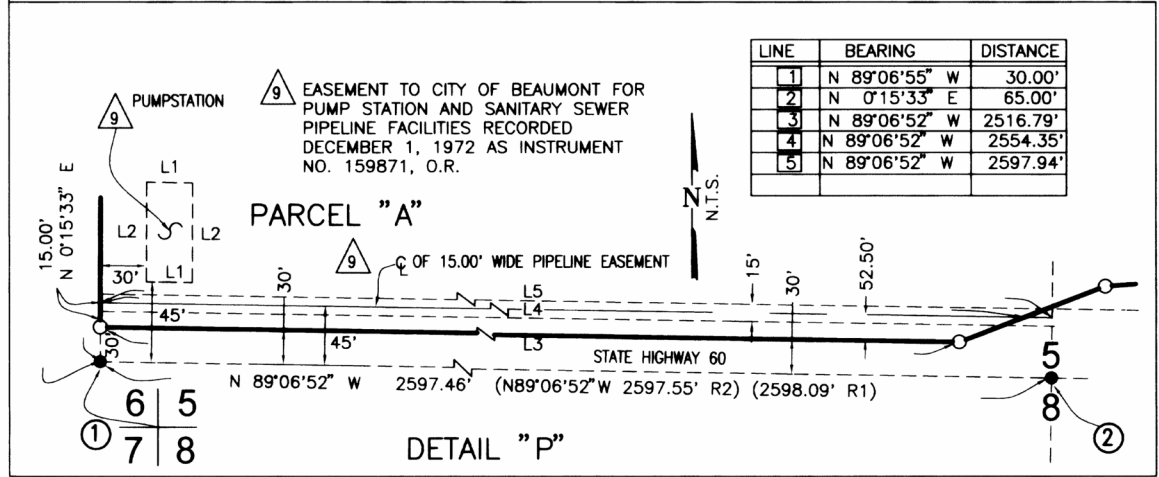 9 PUMPSTATION
9 EASEMENT TO CITY OF BEAUMONT FOR
PUMP STATION AND SANITARY SEWER
PIPELINE FACILITIES RECORDED
DECEMBER 1, 1972 AS INSTRUMENT
NO. 159871, O.R.
LINE BEARING DISTANCE
1 N 89°06'55" W 30.00'
2 N 0°15'33" E 65.00'
3 N 89°06'52" W 2516.79'
4 N 89°06'52" W 2554.35'
5 N 89°06'52" W 2597.94'
N
N.T.S.
15.00'
N 0°15'33" E
L1
L2
L2
L1
30'
PARCEL "A"
9 ℄ OF 15.00' WIDE PIPELINE EASEMENT
30'
15'
30'
52.50'
L5
L4
L3
45'
45'
30'
STATE HIGHWAY 60
N 89°06'52" W 2597.46' (N89°06'52"W 2597.55' R2) (2598.09' R1)
6 5
7 8
1
5
8
2
DETAIL "P"